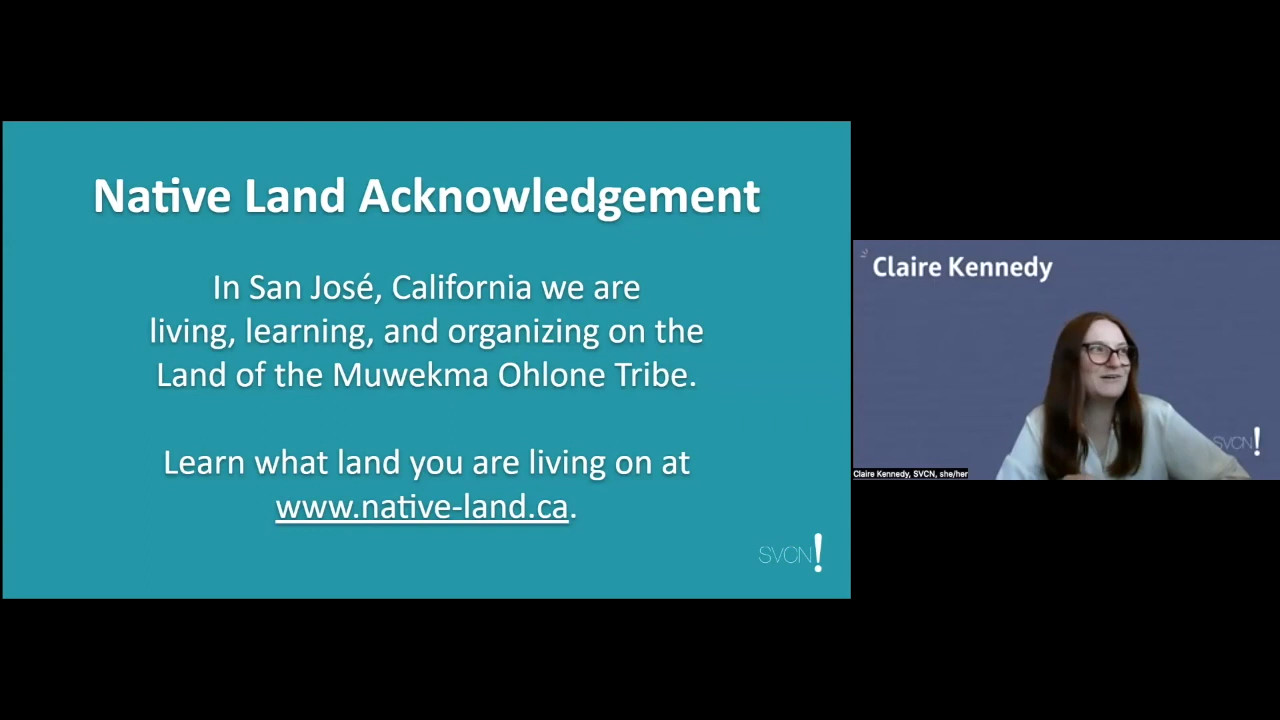 Native Land Acknowledgement
In San José, California we are
living, learning, and organizing on the
Land of the Muwekma Ohlone Tribe.
Learn what land you are living on at
www.native-land.ca.
SVCN!
Claire Kennedy
SVCN!
Claire Kennedy, SVCN, she/her